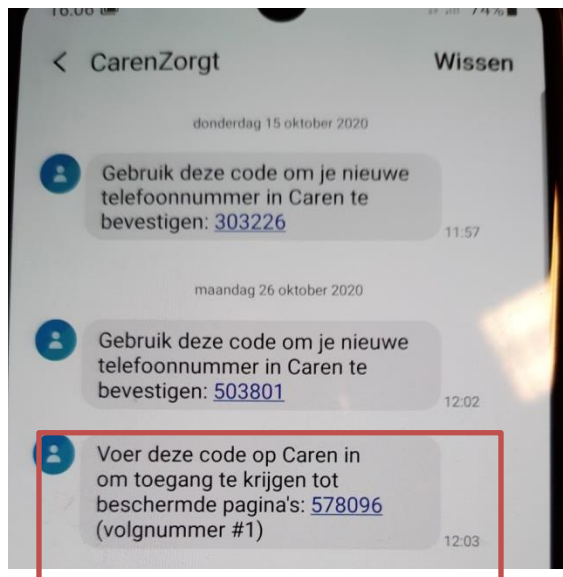 16:06
< CarenZorgt Wissen
donderdag 15 oktober 2020
Gebruik deze code om je nieuwe
telefoonnummer in Caren te
bevestigen: 303226
11:57
maandag 26 oktober 2020
Gebruik deze code om je nieuwe
telefoonnummer in Caren te
bevestigen: 503801
12:02
Voer deze code op Caren in
om toegang te krijgen tot
beschermde pagina's: 578096
(volgnummer #1)
12:03